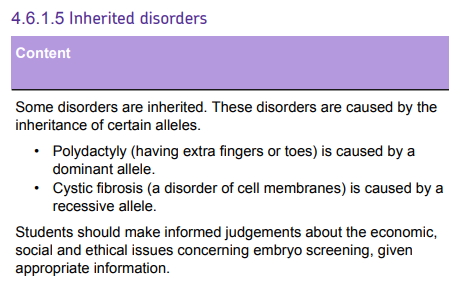 4.6.1.5 Inherited disorders
Content
Some disorders are inherited. These disorders are caused by the
inheritance of certain alleles.
• Polydactyly (having extra fingers or toes) is caused by a
dominant allele.
• Cystic fibrosis (a disorder of cell membranes) is caused by a
recessive allele.
Students should make informed judgements about the economic,
social and ethical issues concerning embryo screening, given
appropriate information.